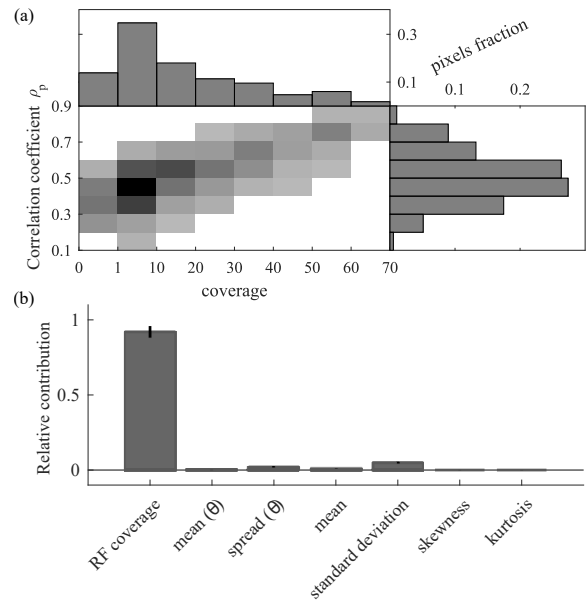 (a)
0.3
0.1
pixels fraction
0.1
0.2
Correlation coefficient ρp
0.9
0.7
0.5
0.3
0.1
0 1 10 20 30 40 50 60 70
coverage
(b)
Relative contribution
1
0.5
0
RF coverage
mean (θ)
spread (θ)
mean
standard deviation
skewness
kurtosis